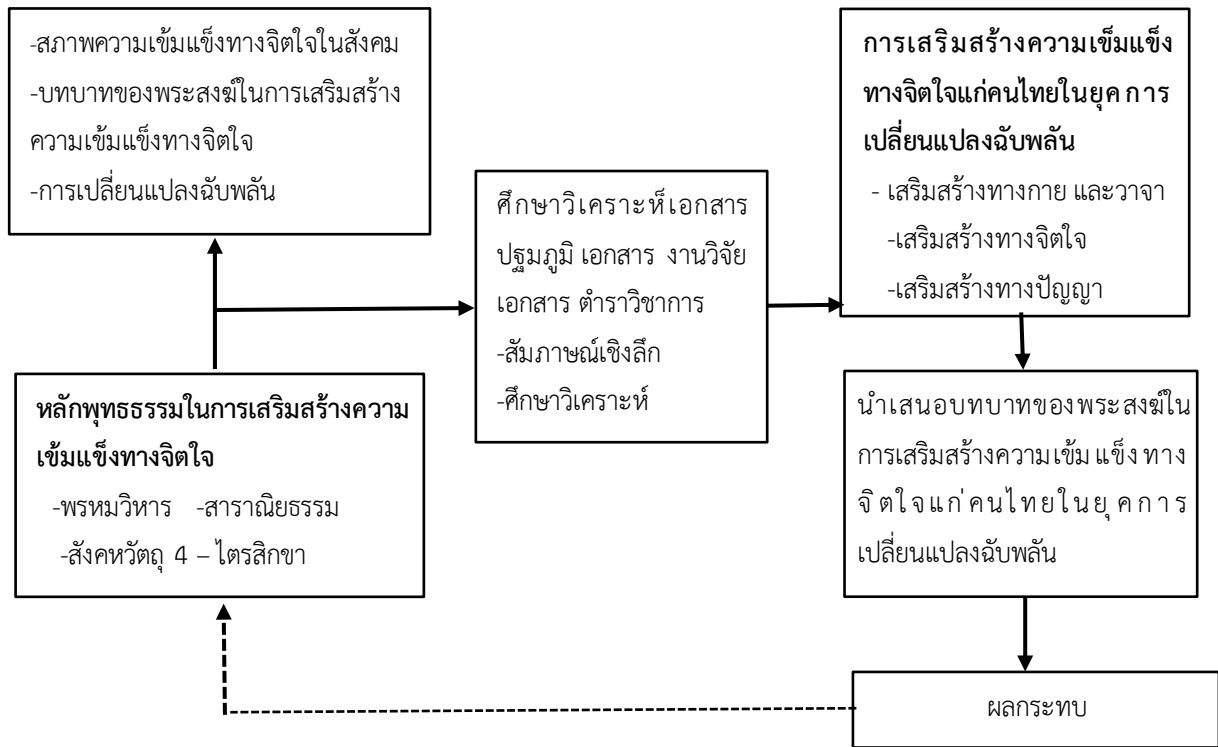 -สภาพความเข้มแข็งทางจิตใจในสังคม
-บทบาทของพระสงฆ์ในการเสริมสร้าง
ความเข้มแข็งทางจิตใจ
-การเปลี่ยนแปลงฉับพลัน
หลักพุทธธรรมในการเสริมสร้างความ
เข้มแข็งทางจิตใจ
-พรหมวิหาร -สาราณิยธรรม
-สังคหวัตถุ 4 – ไตรสิกขา
ศึกษาวิเคราะห์เอกสาร
ปฐมภูมิ เอกสาร งานวิจัย
เอกสาร ตำราวิชาการ
-สัมภาษณ์เชิงลึก
-ศึกษาวิเคราะห์
การเสริมสร้างความเข้มแข็ง
ทางจิตใจแก่คนไทยในยุค การ
เปลี่ยนแปลงฉับพลัน
- เสริมสร้างทางกาย และวาจา
-เสริมสร้างทางจิตใจ
-เสริมสร้างทางปัญญา
นำเสนอบทบาทของพระสงฆ์ใน
การเสริมสร้างความเข้ม แข็ง ทาง
จิตใจแก่คนไทยในยุคการ
เปลี่ยนแปลงฉับพลัน
ผลกระทบ